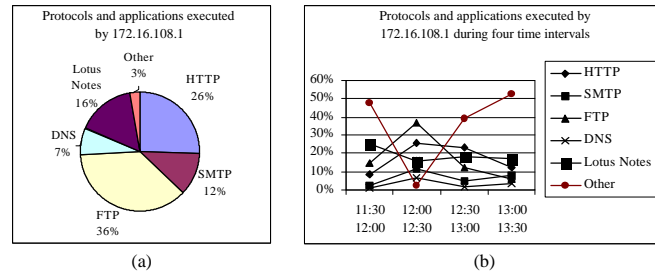 Protocols and applications executed
by 172.16.108.1
Other
3%
Lotus
Notes
16%
HTTP
26%
DNS
7%
SMTP
12%
FTP
36%
(a)
Protocols and applications executed by
172.16.108.1 during four time intervals
60%
50%
40%
30%
20%
10%
0%
11:30 12:00 12:30 13:00
12:00 12:30 13:00 13:30
HTTP
SMTP
FTP
DNS
Lotus Notes
Other
(b)